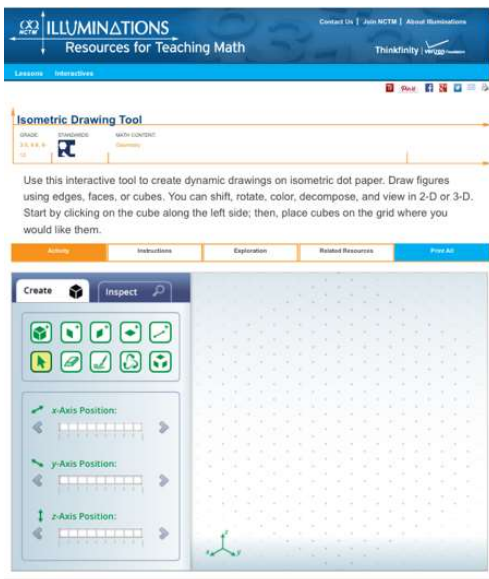 NCTM
ILLUMINATIONS
Resources for Teaching Math
Contact Us | Join NCTM | About Illuminations
Thinkfinity | verizon Foundation
Lessons Interactives
Isometric Drawing Tool
GRADE: STANDARDS: MATH CONTENT:
Geometry
Use this interactive tool to create dynamic drawings on isometric dot paper. Draw figures
using edges, faces, or cubes. You can shift, rotate, color, decompose, and view in 2-D or 3-D.
Start by clicking on the cube along the left side; then, place cubes on the grid where you
would like them.
Activity Instructions Exploration Related Resources Print All
Create Inspect
x-Axis Position:
y-Axis Position:
z-Axis Position: